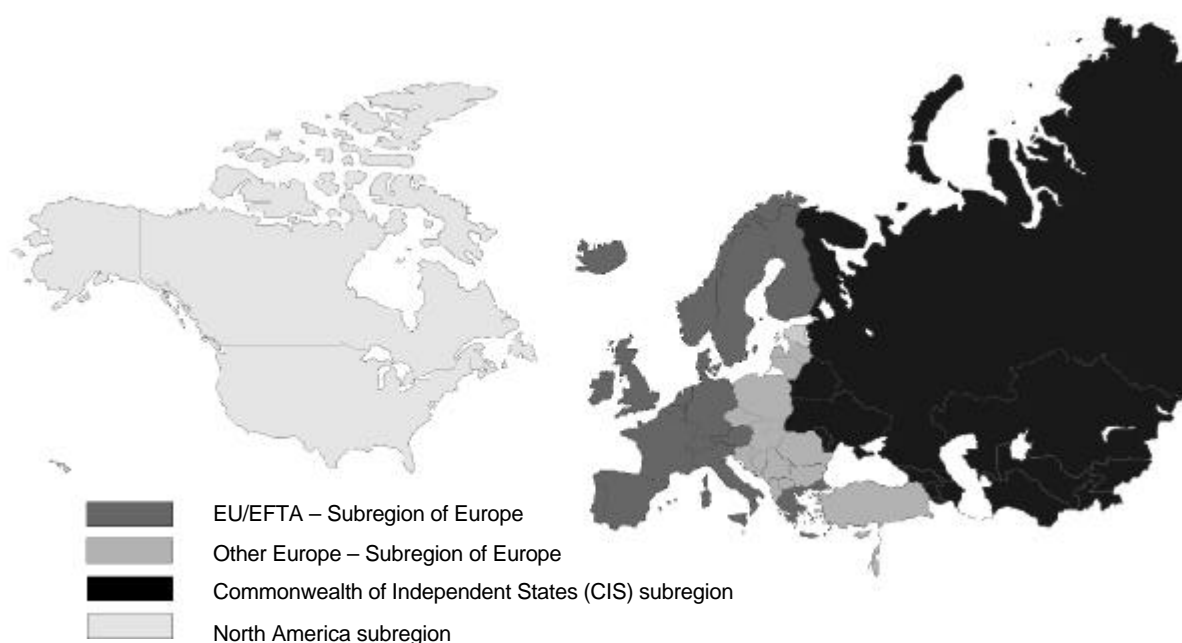 EU/EFTA – Subregion of Europe
Other Europe – Subregion of Europe
Commonwealth of Independent States (CIS) subregion
North America subregion